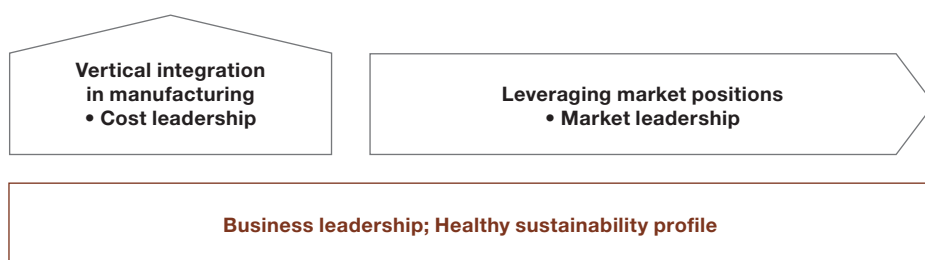 Vertical integration
in manufacturing
• Cost leadership
Leveraging market positions
• Market leadership
Business leadership; Healthy sustainability profile